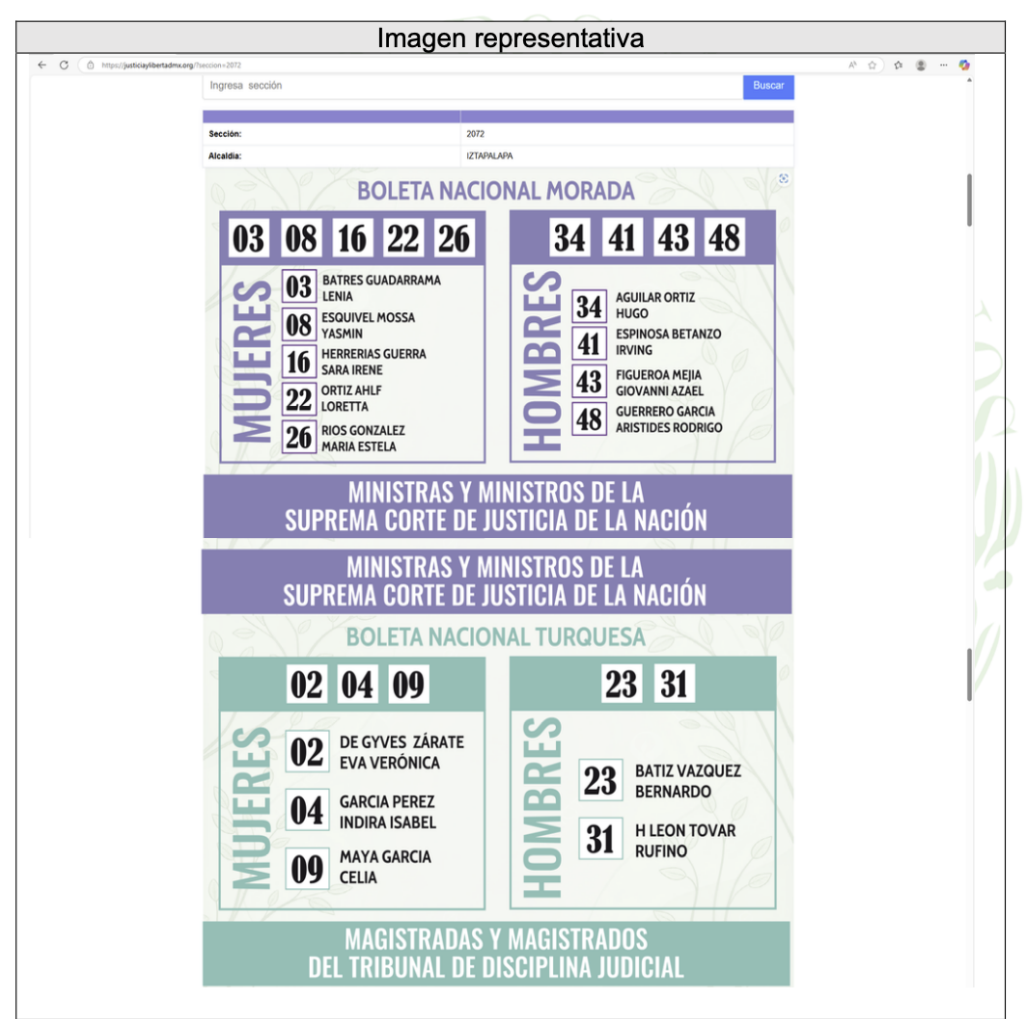 Imagen representativa
https://justiciaylibertadmx.org/?seccion=2072
Ingresa sección
Buscar
Sección: 2072
Alcaldía: IZTAPALAPA
BOLETA NACIONAL MORADA
03 08 16 22 26
MUJERES
03 BATRES GUADARRAMA
LENIA
08 ESQUIVEL MOSSA
YASMIN
16 HERRERIAS GUERRA
SARA IRENE
22 ORTIZ AHLF
LORETTA
26 RIOS GONZALEZ
MARIA ESTELA
34 41 43 48
HOMBRES
34 AGUILAR ORTIZ
HUGO
41 ESPINOSA BETANZO
IRVING
43 FIGUEROA MEJIA
GIOVANNI AZAEL
48 GUERRERO GARCIA
ARISTIDES RODRIGO
MINISTRAS Y MINISTROS DE LA
SUPREMA CORTE DE JUSTICIA DE LA NACIÓN
MINISTRAS Y MINISTROS DE LA
SUPREMA CORTE DE JUSTICIA DE LA NACIÓN
BOLETA NACIONAL TURQUESA
02 04 09
MUJERES
02 DE GYVES ZÁRATE
EVA VERÓNICA
04 GARCIA PEREZ
INDIRA ISABEL
09 MAYA GARCIA
CELIA
23 31
HOMBRES
23 BATIZ VAZQUEZ
BERNARDO
31 H LEON TOVAR
RUFINO
MAGISTRADAS Y MAGISTRADOS
DEL TRIBUNAL DE DISCIPLINA JUDICIAL